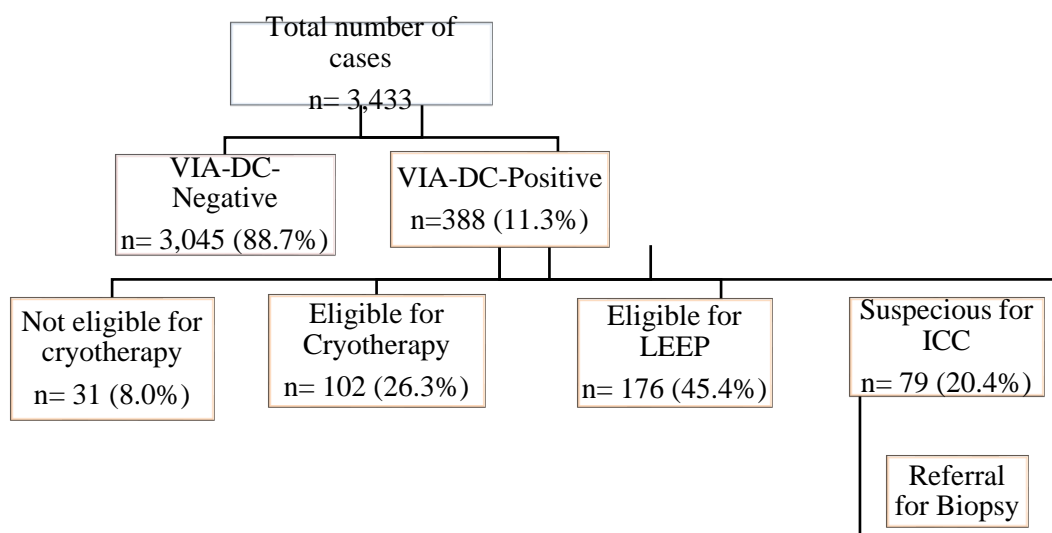 Total number of
cases
n= 3,433
VIA-DC-
Negative
n= 3,045 (88.7%)
VIA-DC-Positive
n=388 (11.3%)
Not eligible for
cryotherapy
n= 31 (8.0%)
Eligible for
Cryotherapy
n= 102 (26.3%)
Eligible for
LEEP
n= 176 (45.4%)
Suspecious for
ICC
n= 79 (20.4%)
Referral
for Biopsy